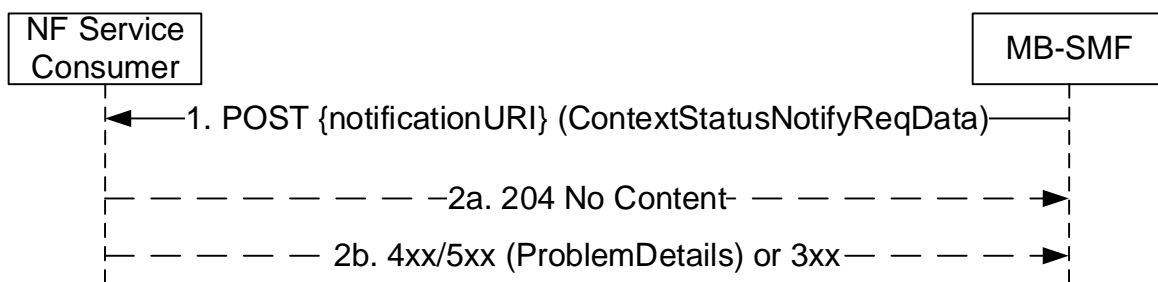 NF Service
Consumer
MB-SMF
1. POST {notificationURI} (ContextStatusNotifyReqData)
2a. 204 No Content
2b. 4xx/5xx (ProblemDetails) or 3xx